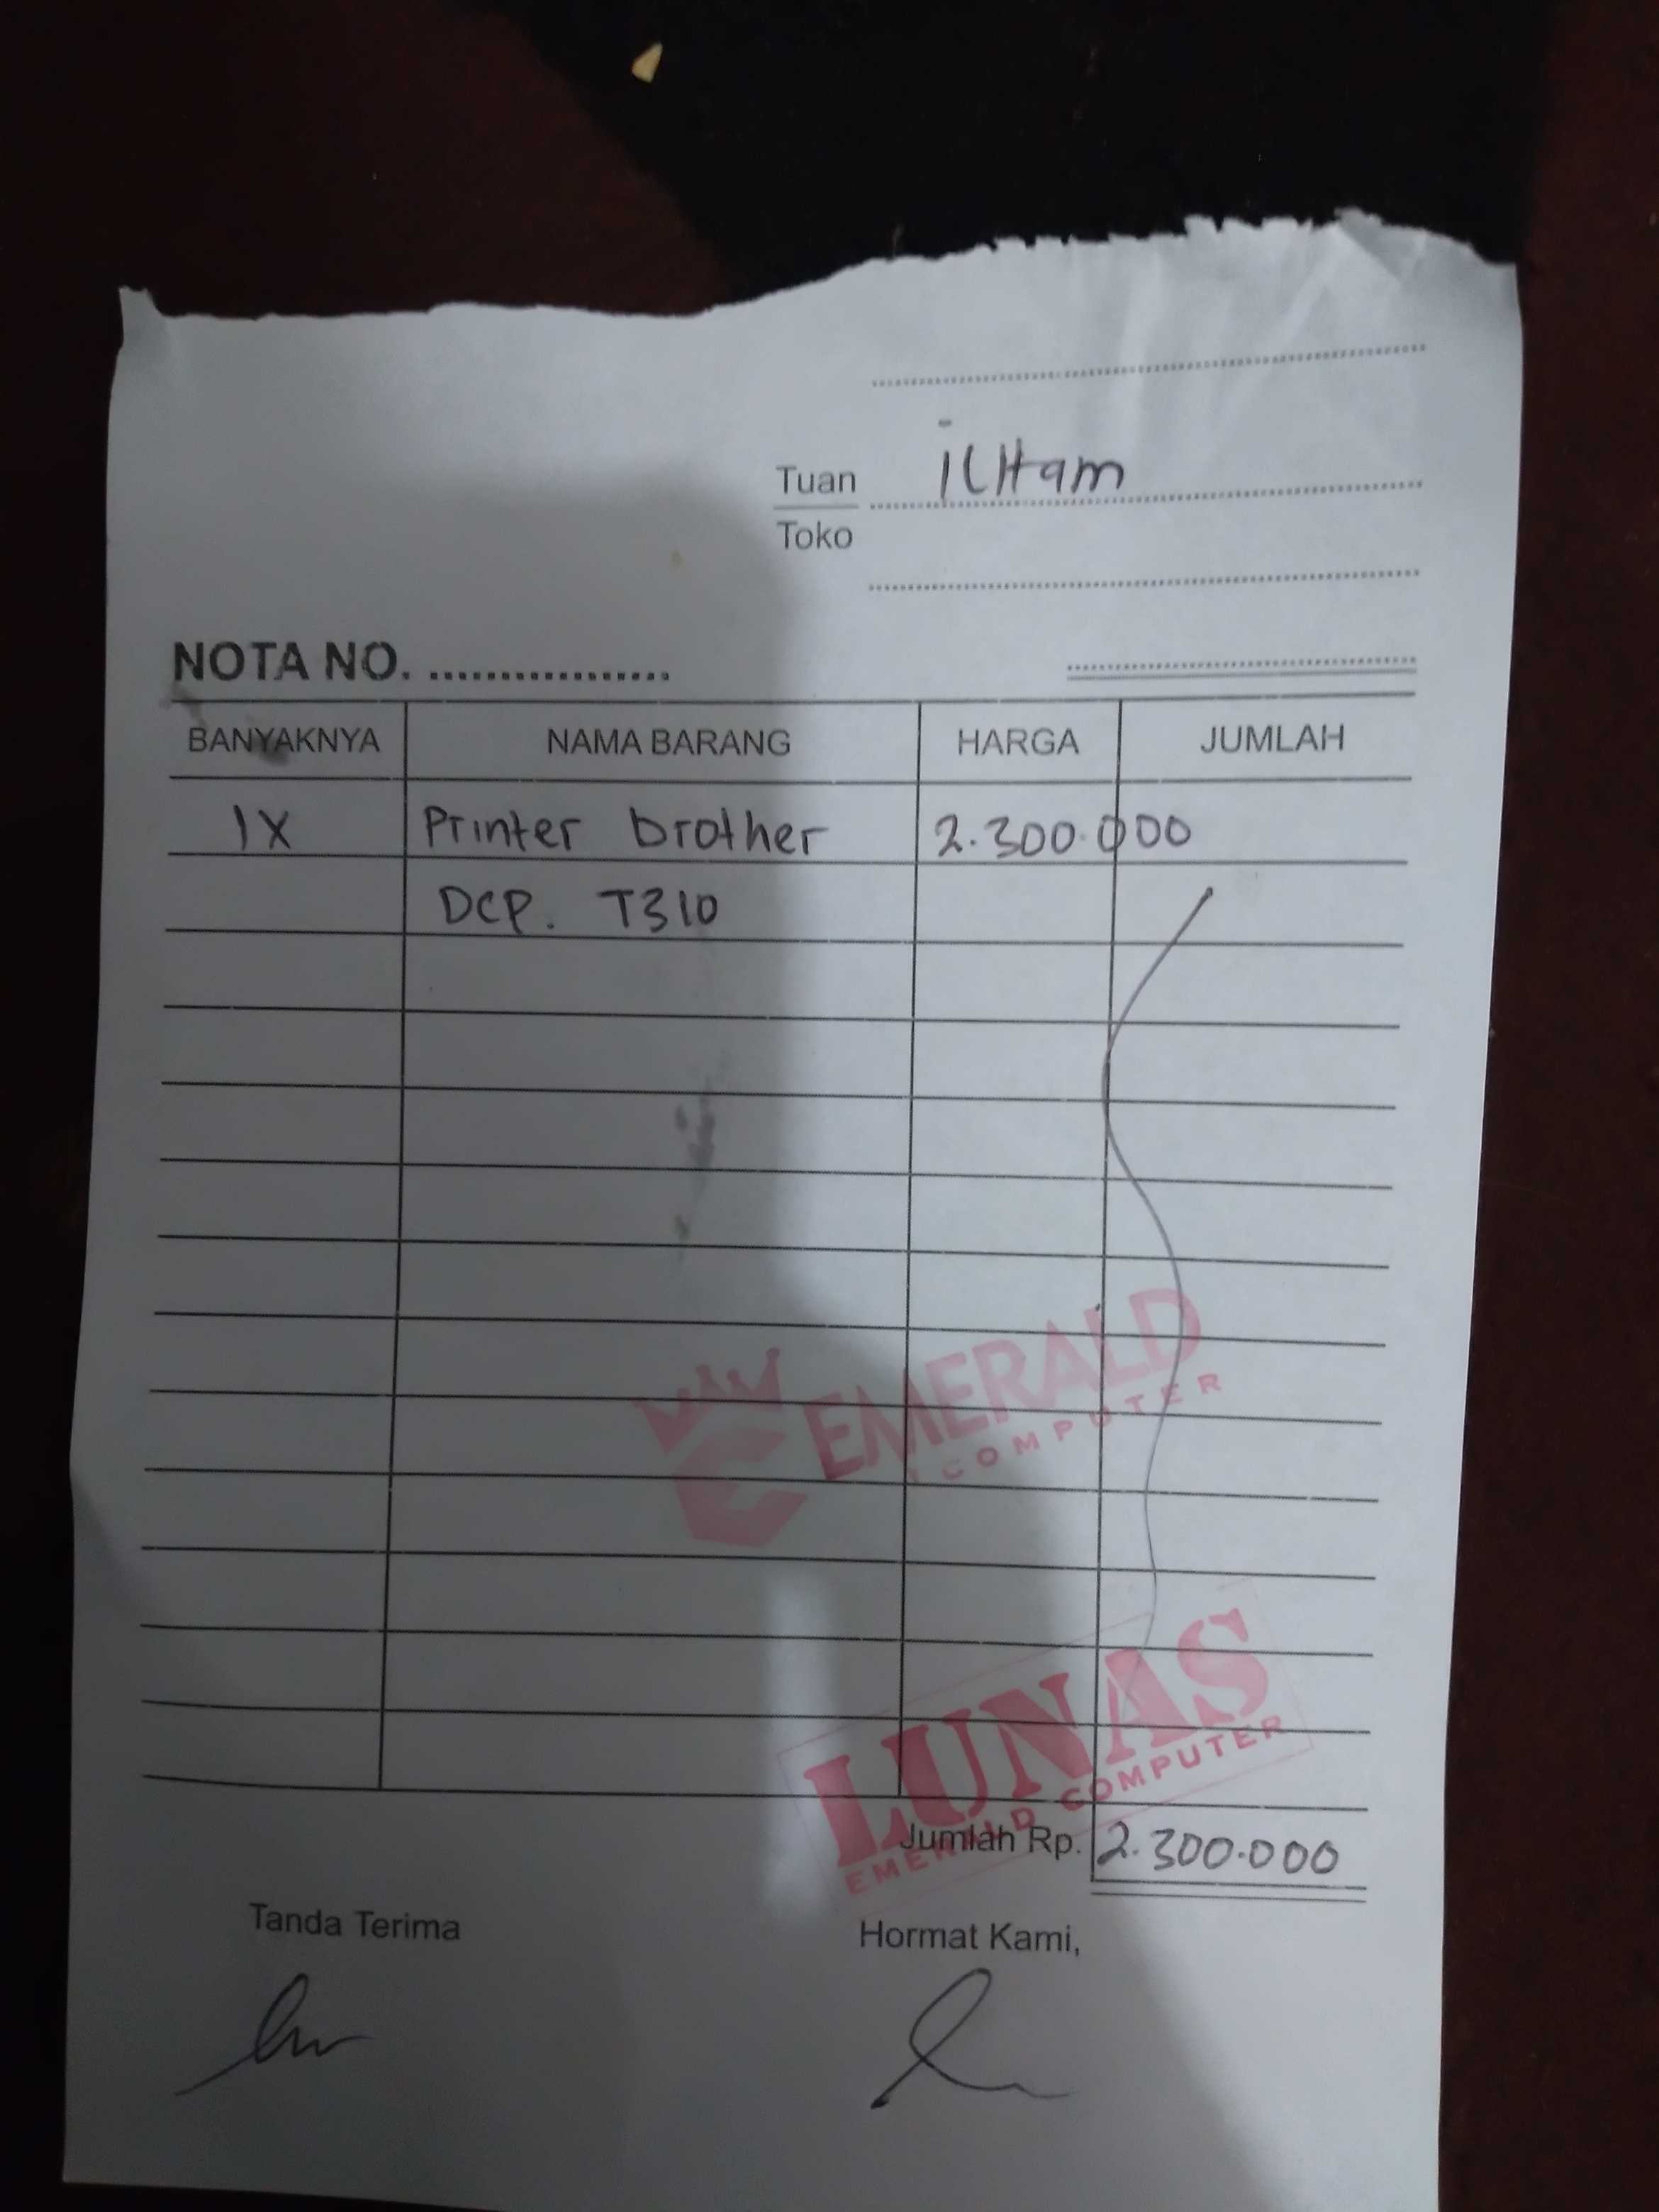 Tuan ilHam
Toko
NOTA NO. .................
BANYAKNYA NAMA BARANG HARGA JUMLAH
1X Printer brother 2.300.000
DCP. T310
EMERALD
COMPUTER
LUNAS
EMERALD COMPUTER
Jumlah Rp. 2.300.000
Tanda Terima Hormat Kami,